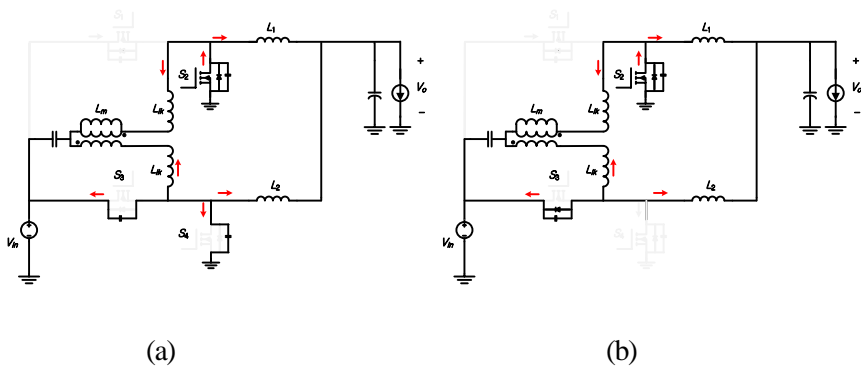 S1
L1
S2
+
Vo
−
Lm
Llk
Llk
S3
L2
+
−
Vin
S4
(a)
S1
L1
S2
+
Vo
−
Lm
Llk
Llk
S3
L2
+
−
Vin
S4
(b)